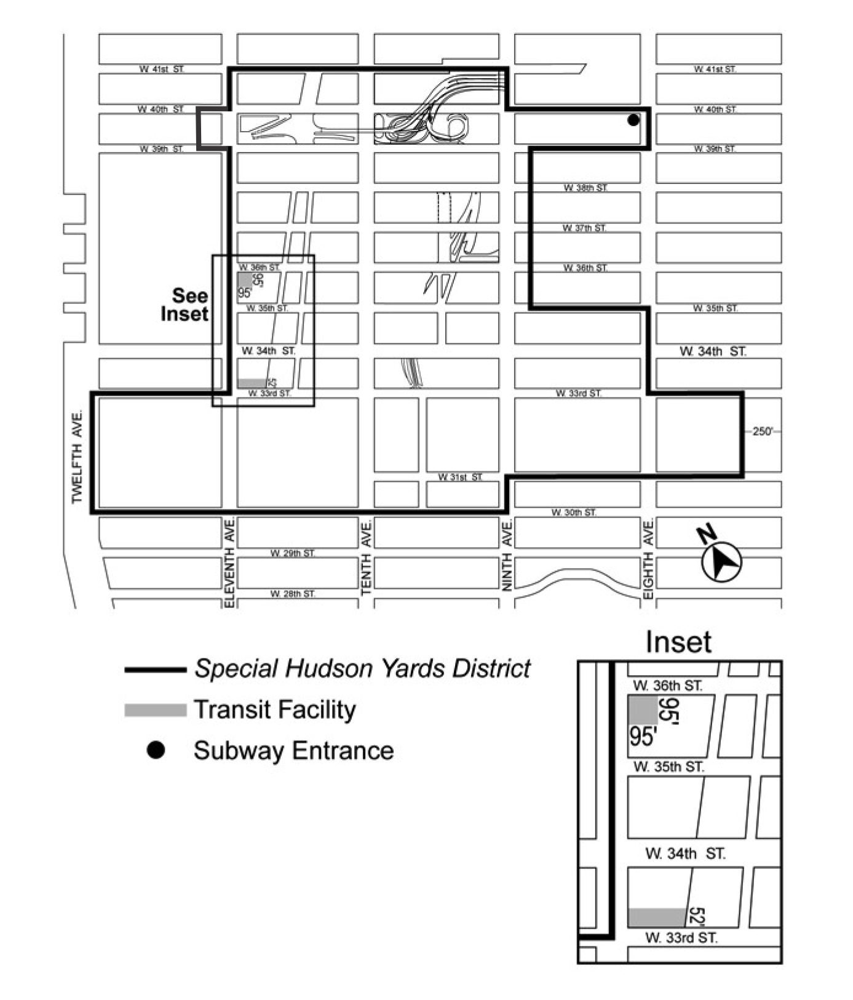 W. 41st ST.
W. 41st ST.
W. 40th ST.
W. 40th ST.
W. 39th ST.
W. 39th ST.
W. 38th ST.
W. 37th ST.
W. 36th ST.
W. 36th ST.
95'
95'
See
Inset
W. 35th ST.
W. 35th ST.
W. 34th ST.
W. 34th ST.
52'
W. 33rd ST.
W. 33rd ST.
TWELFTH AVE.
250'
W. 31st ST.
W. 30th ST.
ELEVENTH AVE.
TENTH AVE.
NINTH AVE.
EIGHTH AVE.
N
W. 29th ST.
W. 28th ST.
Special Hudson Yards District
Transit Facility
Subway Entrance
Inset
W. 36th ST.
95'
95'
W. 35th ST.
W. 34th ST.
52'
W. 33rd ST.